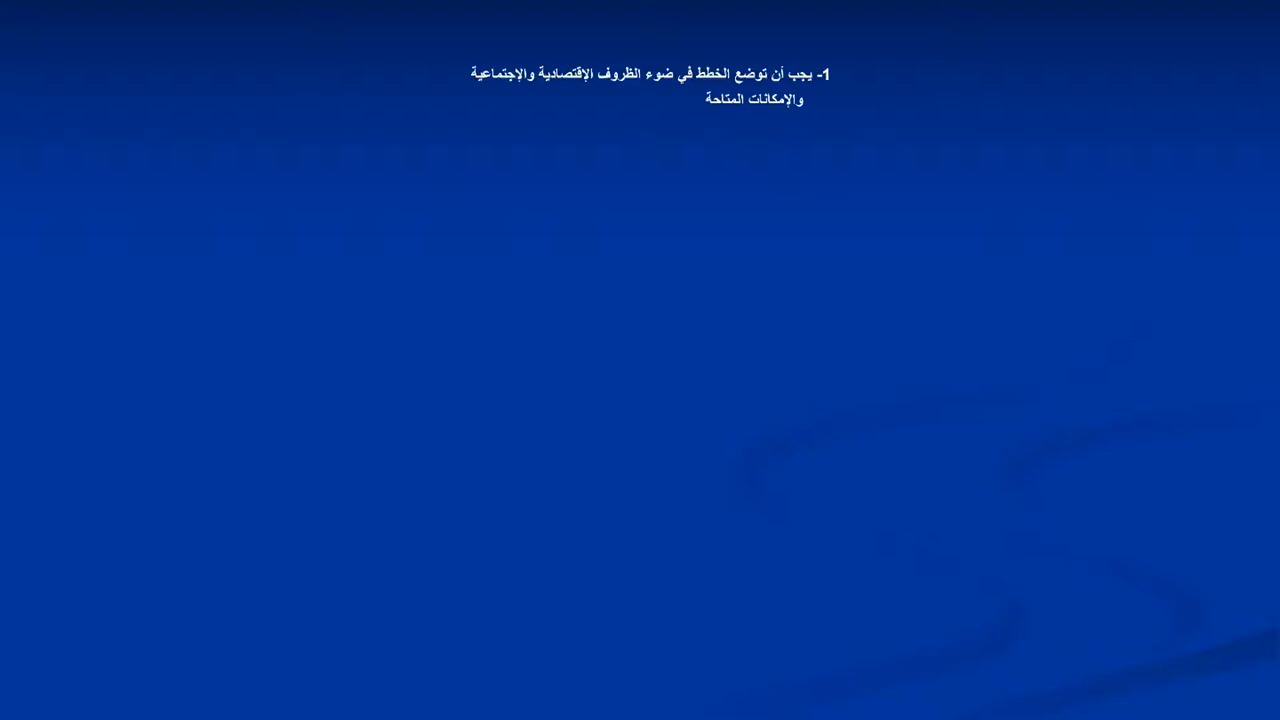 1- يجب أن توضع الخطط في ضوء الظروف الإقتصادية والإجتماعية
والإمكانات المتاحة